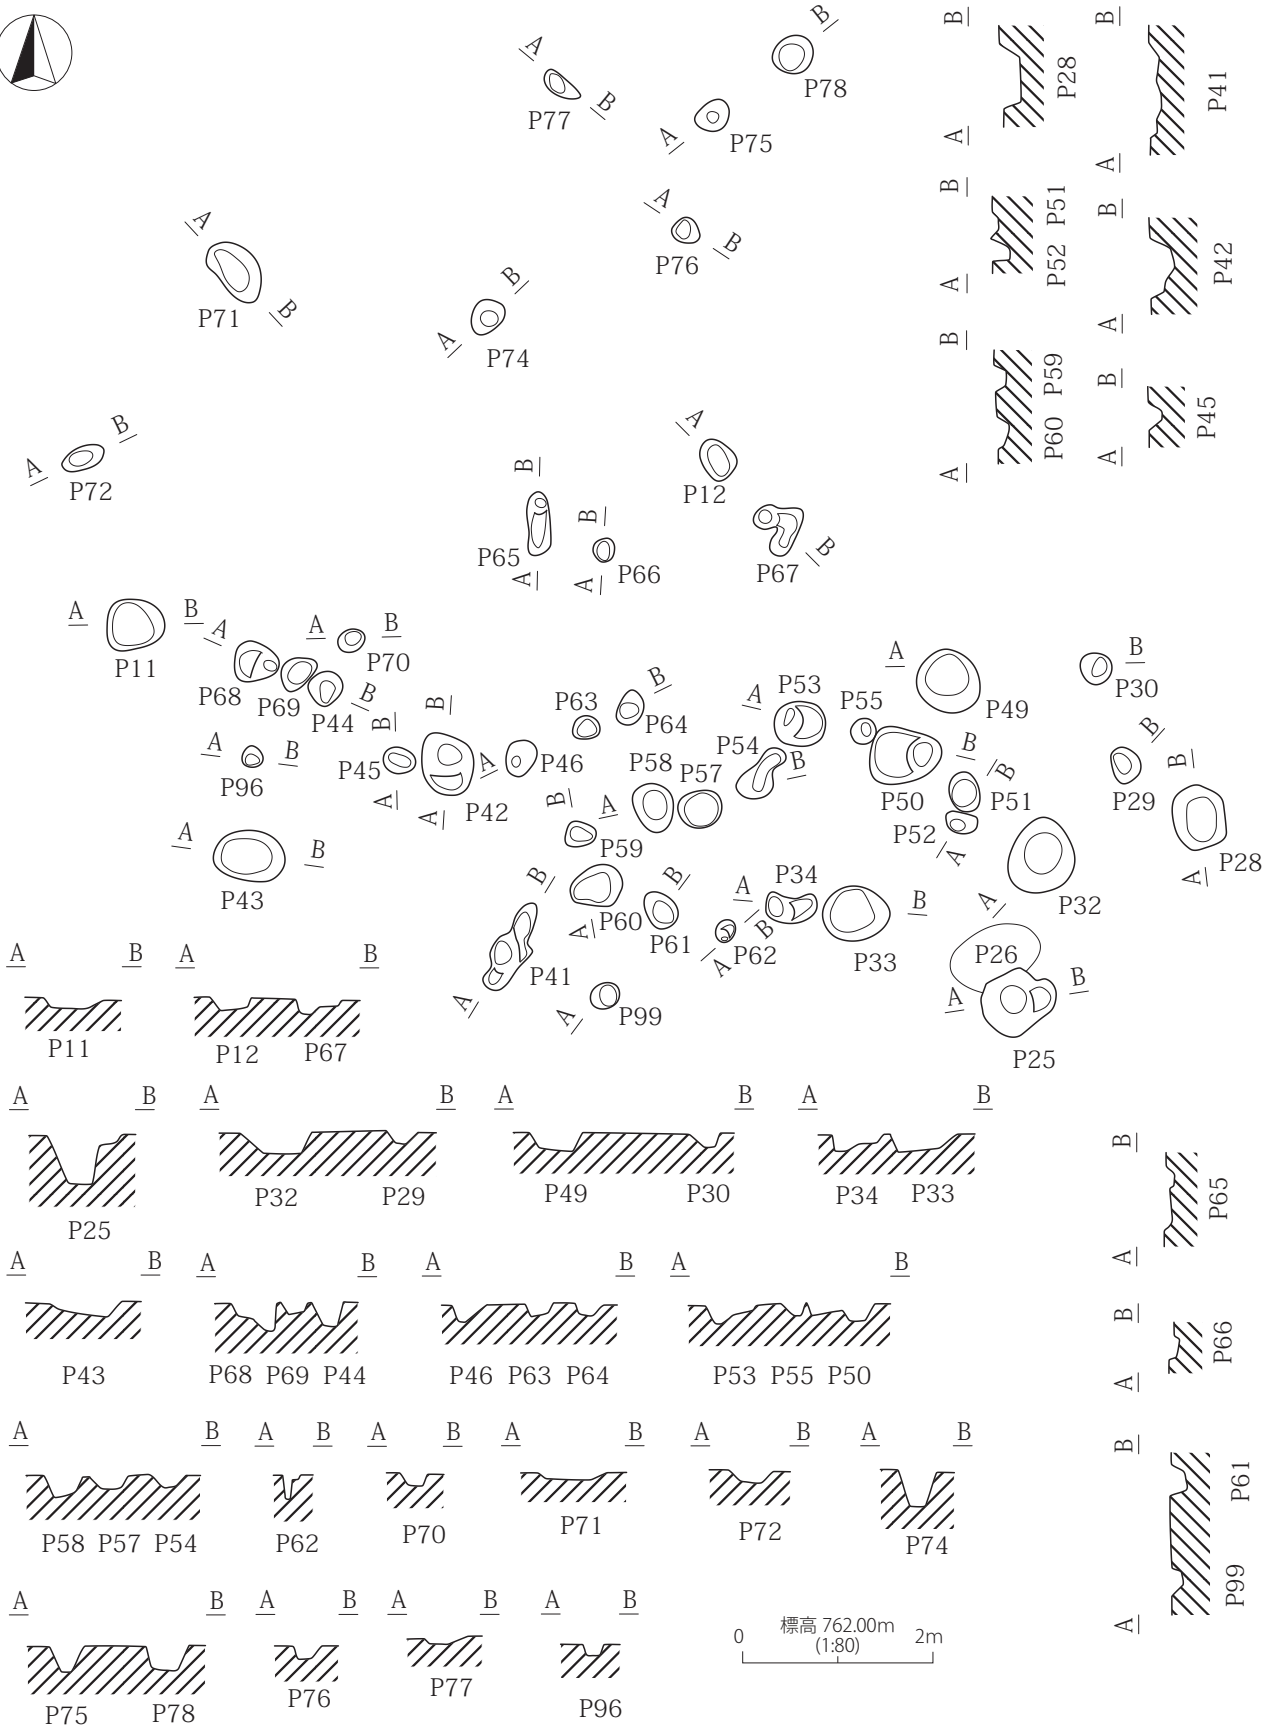 A
B
P77
A
B
P78
A
P75
A
B
P76
A
B
P71
B
A
P74
A
B
P72
B
A
P65
B
A
P66
A
P12
B
P67
A
B
P11
A
B
P68
P69
P44
A
B
P70
A
B
P96
B
A
P45
B
A
P42
A
P46
P63
B
P64
A
P53
P55
P54
B
P58
P57
A
B
P50
A
P49
B
P30
B
P29
B
A
P28
B
P51
P52
A
A
B
P43
B
P59
A
P60
B
P61
B
A
P41
A
P99
A
B
P34
B
A
P62
P33
P32
A
P26
A
B
P25
B
A
P28
B
A
P41
B
A
P52 P51
B
A
P42
B
A
P60 P59
B
A
P45
A B
P11
A B
P12 P67
A B
P25
A B
P32 P29
A B
P49 P30
A B
P34 P33
A B
P43
A B
P68 P69 P44
A B
P46 P63 P64
A B
P53 P55 P50
A B
P58 P57 P54
A B
P62
A B
P70
A B
P71
A B
P72
A B
P74
A B
P75 P78
A B
P76
A B
P77
A B
P96
B
A
P65
B
A
P66
B
A
P99 P61
標高 762.00m
0 (1:80) 2m